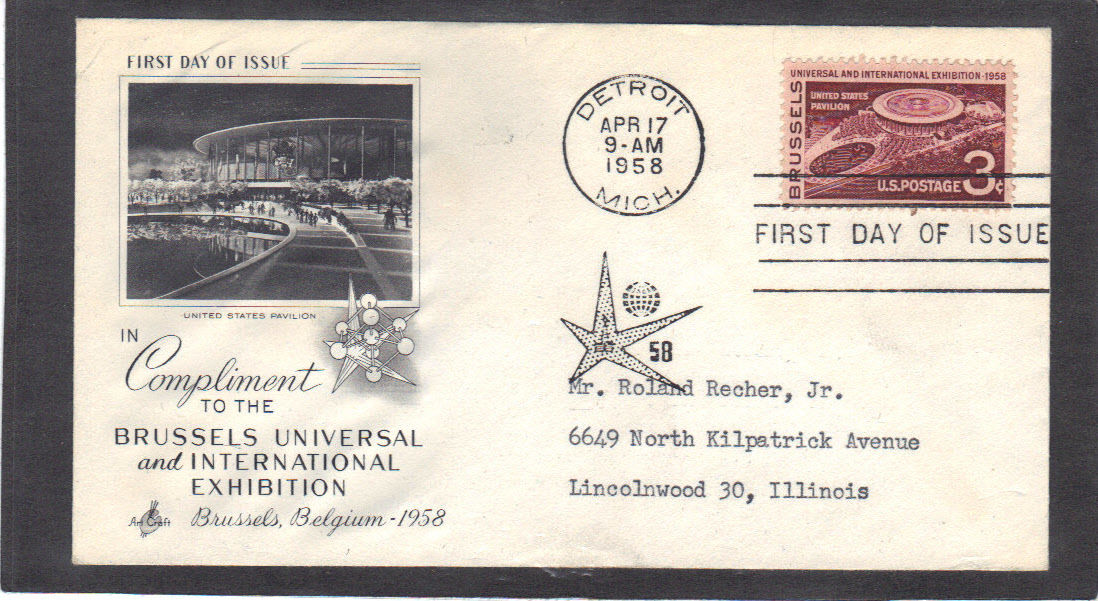 FIRST DAY OF ISSUE
UNITED STATES PAVILION
IN
Compliment
TO THE
BRUSSELS UNIVERSAL
and INTERNATIONAL
EXHIBITION
Brussels, Belgium - 1958
Art Craft
DETROIT
APR 17
9-AM
1958
MICH.
UNIVERSAL AND INTERNATIONAL EXHIBITION-1958
BRUSSELS
UNITED STATES
PAVILION
U.S.POSTAGE 3¢
FIRST DAY OF ISSUE
58
Mr. Roland Recher, Jr.
6649 North Kilpatrick Avenue
Lincolnwood 30, Illinois